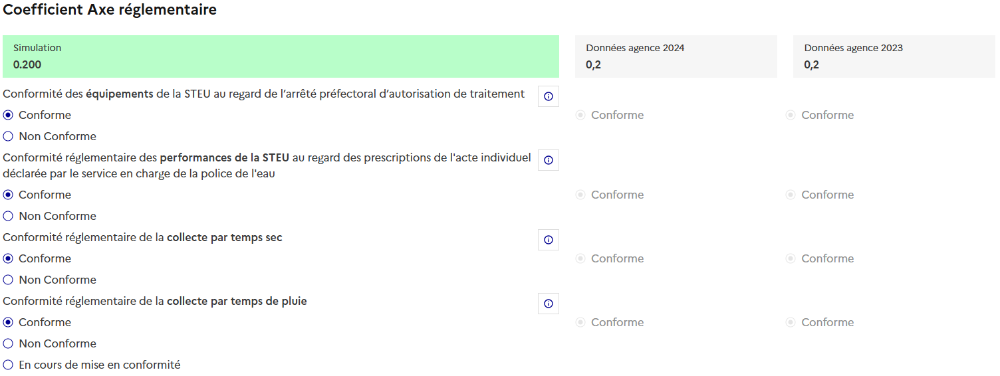 Coefficient Axe réglementaire
Simulation
0.200
Données agence 2024
0,2
Données agence 2023
0,2
Conformité des équipements de la STEU au regard de l’arrêté préfectoral d’autorisation de traitement
Conforme
Conforme
Conforme
Non Conforme
Conformité réglementaire des performances de la STEU au regard des prescriptions de l'acte individuel
déclarée par le service en charge de la police de l'eau
Conforme
Conforme
Conforme
Non Conforme
Conformité réglementaire de la collecte par temps sec
Conforme
Conforme
Conforme
Non Conforme
Conformité réglementaire de la collecte par temps de pluie
Conforme
Conforme
Conforme
Non Conforme
En cours de mise en conformité